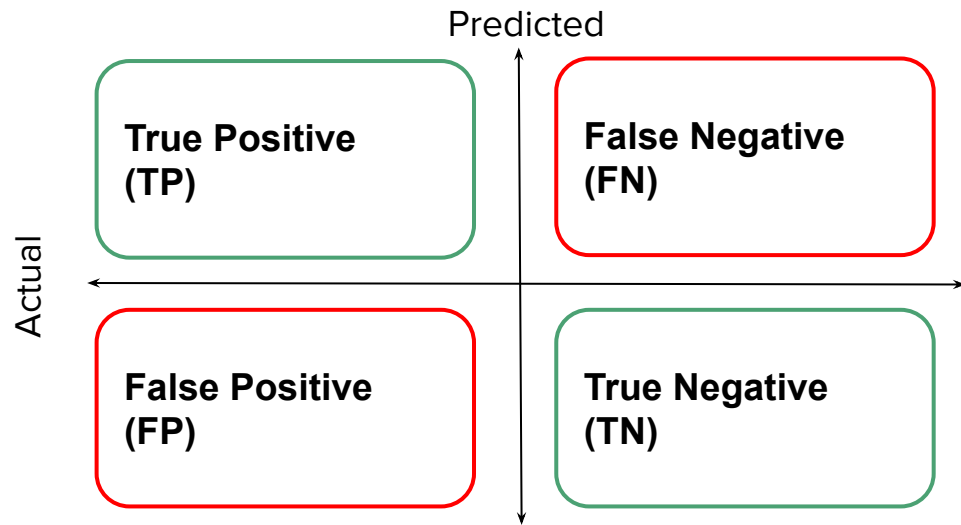 Predicted
Actual
True Positive
(TP)
False Negative
(FN)
False Positive
(FP)
True Negative
(TN)